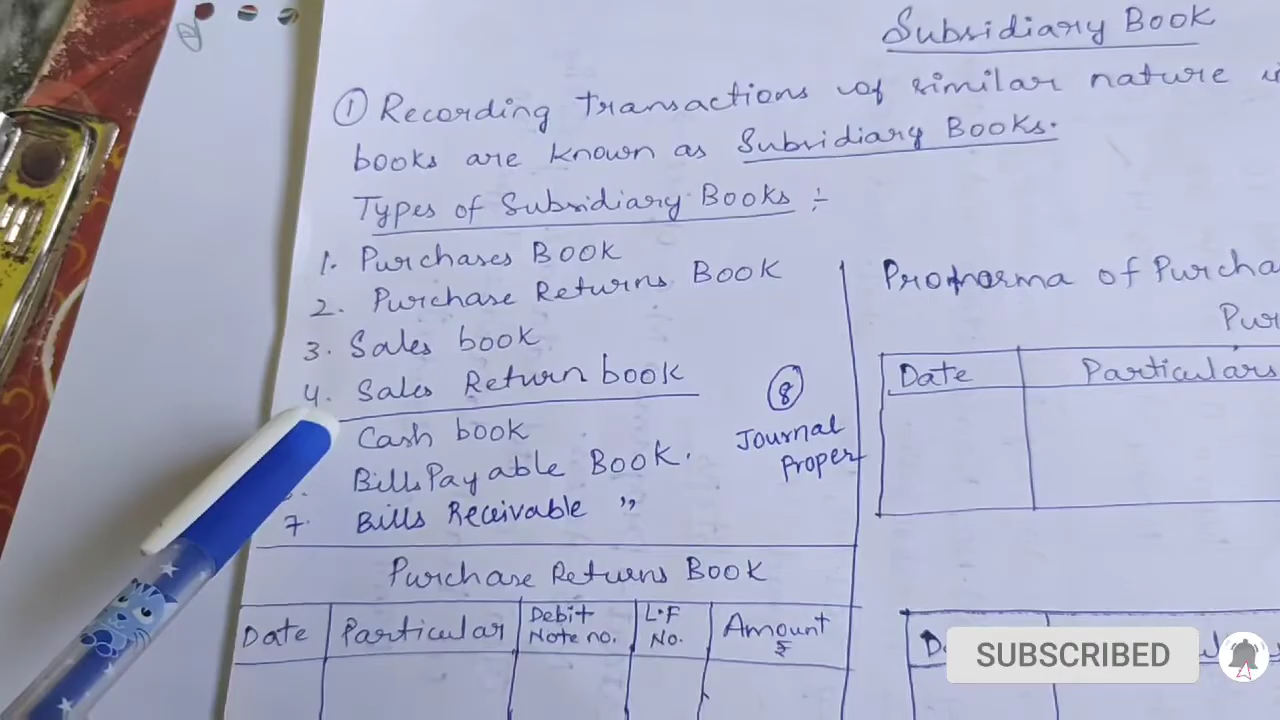 Subsidiary Book
① Recording transactions of similar nature
books are known as Subsidiary Books.
Types of Subsidiary Books :-
1. Purchases Book
2. Purchase Returns Book
3. Sales book
4. Sales Return book
Cash book
Bills Payable Book.
7. Bills Receivable ,,
⑧
Journal
Proper
Proforma of Purcha
Pur
Date Particulars
Purchase Returns Book
Date Particular Debit Note no. L.F No. Amount ₹
SUBSCRIBED